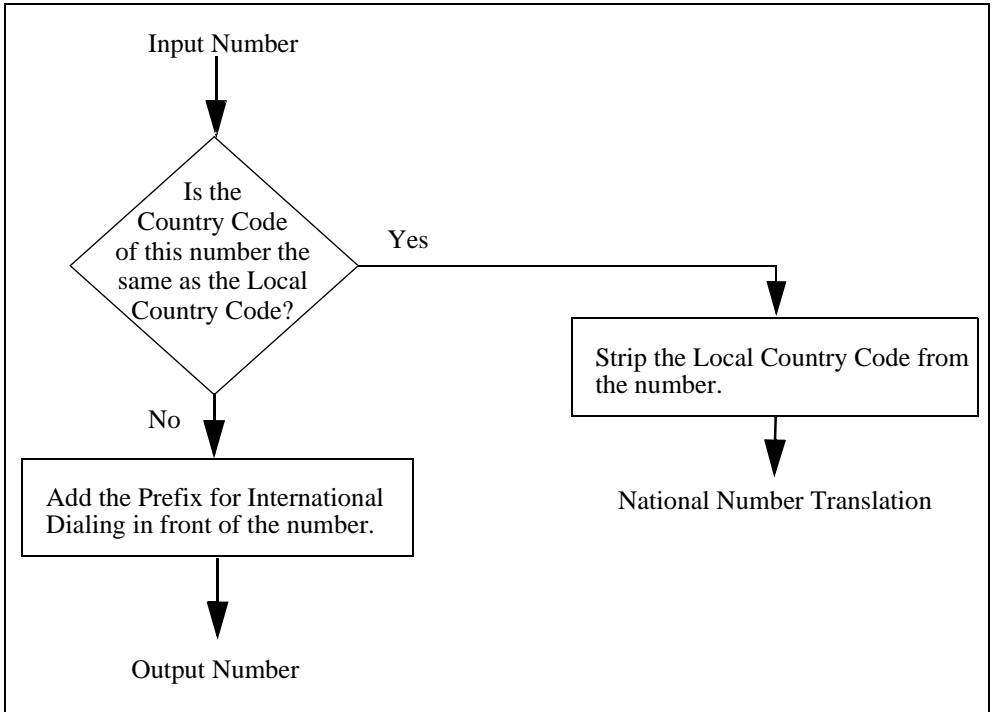 Input Number
Is the
Country Code
of this number the
same as the Local
Country Code?
Yes
Strip the Local Country Code from
the number.
National Number Translation
No
Add the Prefix for International
Dialing in front of the number.
Output Number